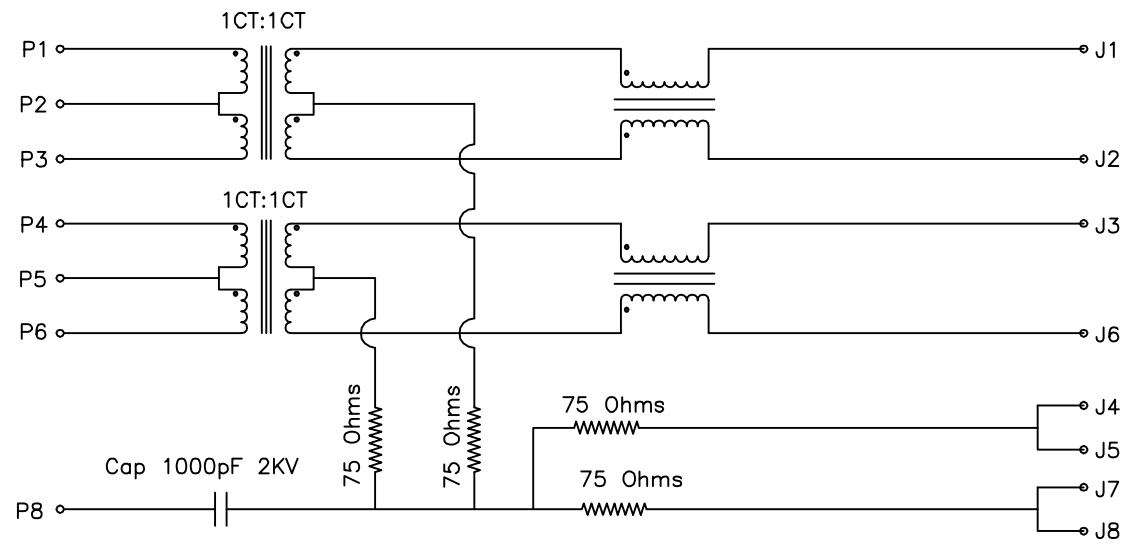 1CT:1CT
P1
J1
P2
P3
J2
1CT:1CT
P4
J3
P5
P6
J6
75 Ohms
75 Ohms
75 Ohms
J4
J5
Cap 1000pF 2KV
75 Ohms
J7
P8
J8